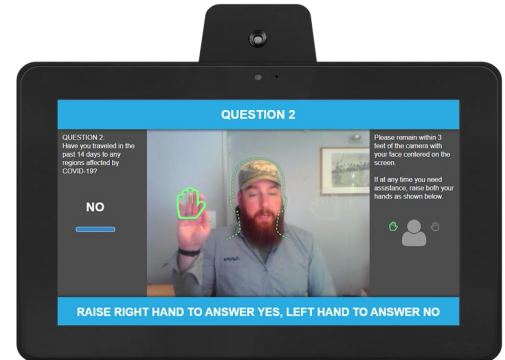 QUESTION 2
QUESTION 2:
Have you traveled in the
past 14 days to any
regions affected by
COVID-19?
NO
Please remain within 3
feet of the camera with
your face centered on the
screen.
If at any time you need
assistance, raise both your
hands as shown below.
RAISE RIGHT HAND TO ANSWER YES, LEFT HAND TO ANSWER NO